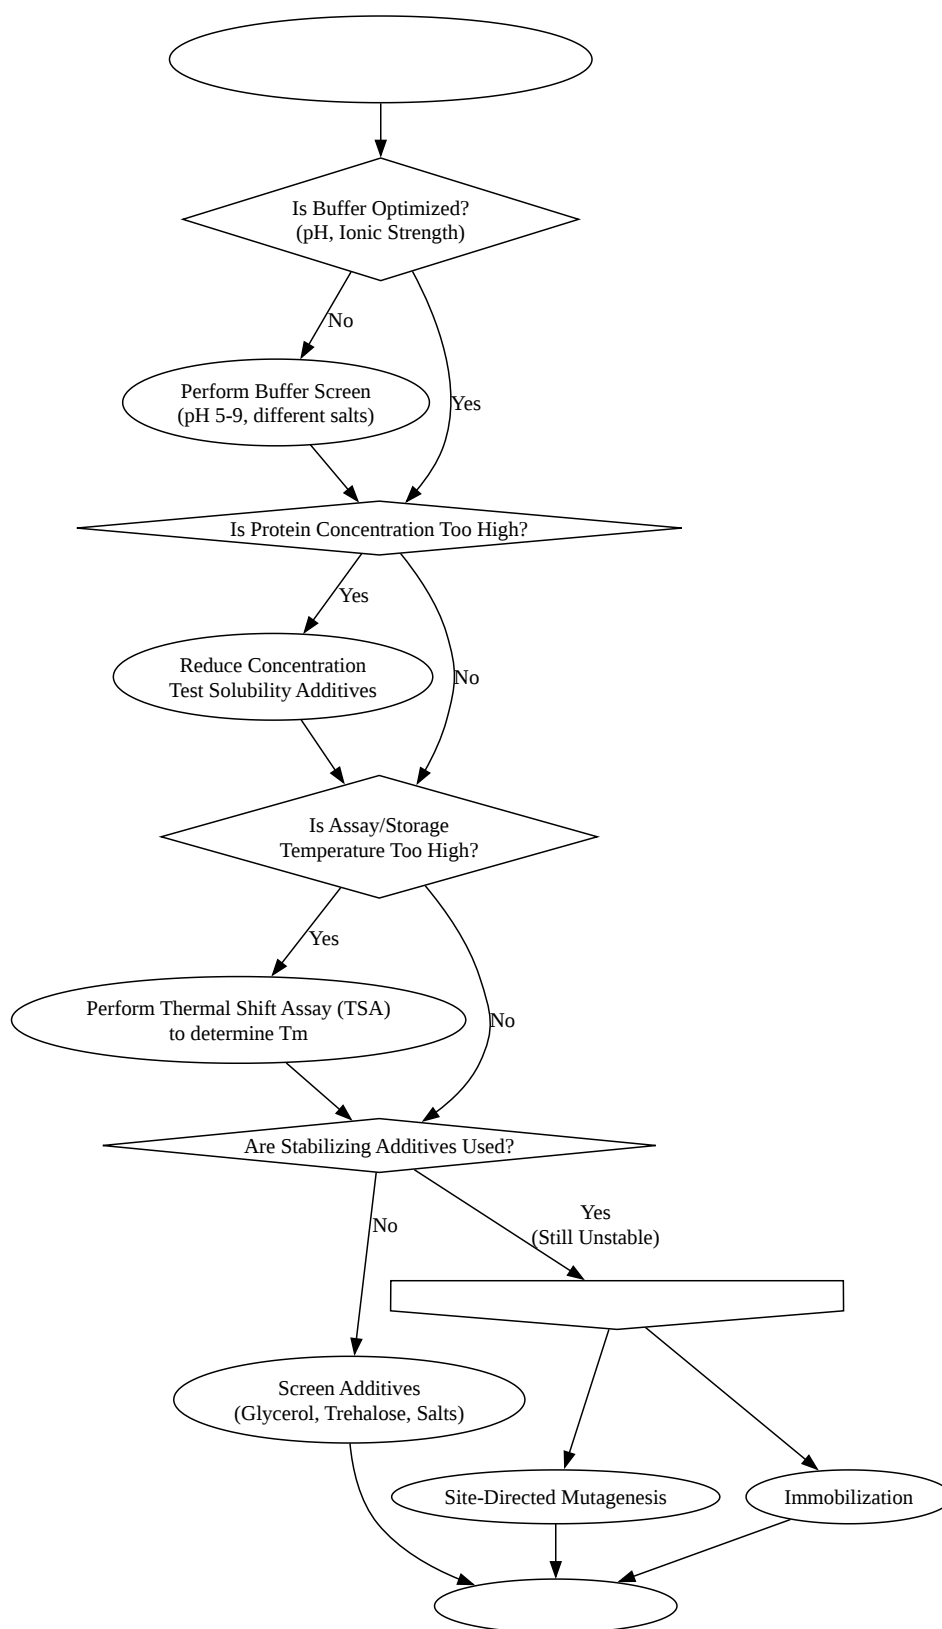 Is Buffer Optimized?
(pH, Ionic Strength)
No
Perform Buffer Screen
(pH 5-9, different salts)
Yes
Is Protein Concentration Too High?
Yes
Reduce Concentration
Test Solubility Additives
No
Is Assay/Storage
Temperature Too High?
Yes
Perform Thermal Shift Assay (TSA)
to determine Tm
No
Are Stabilizing Additives Used?
No
Yes
(Still Unstable)
Screen Additives
(Glycerol, Trehalose, Salts)
Site-Directed Mutagenesis
Immobilization